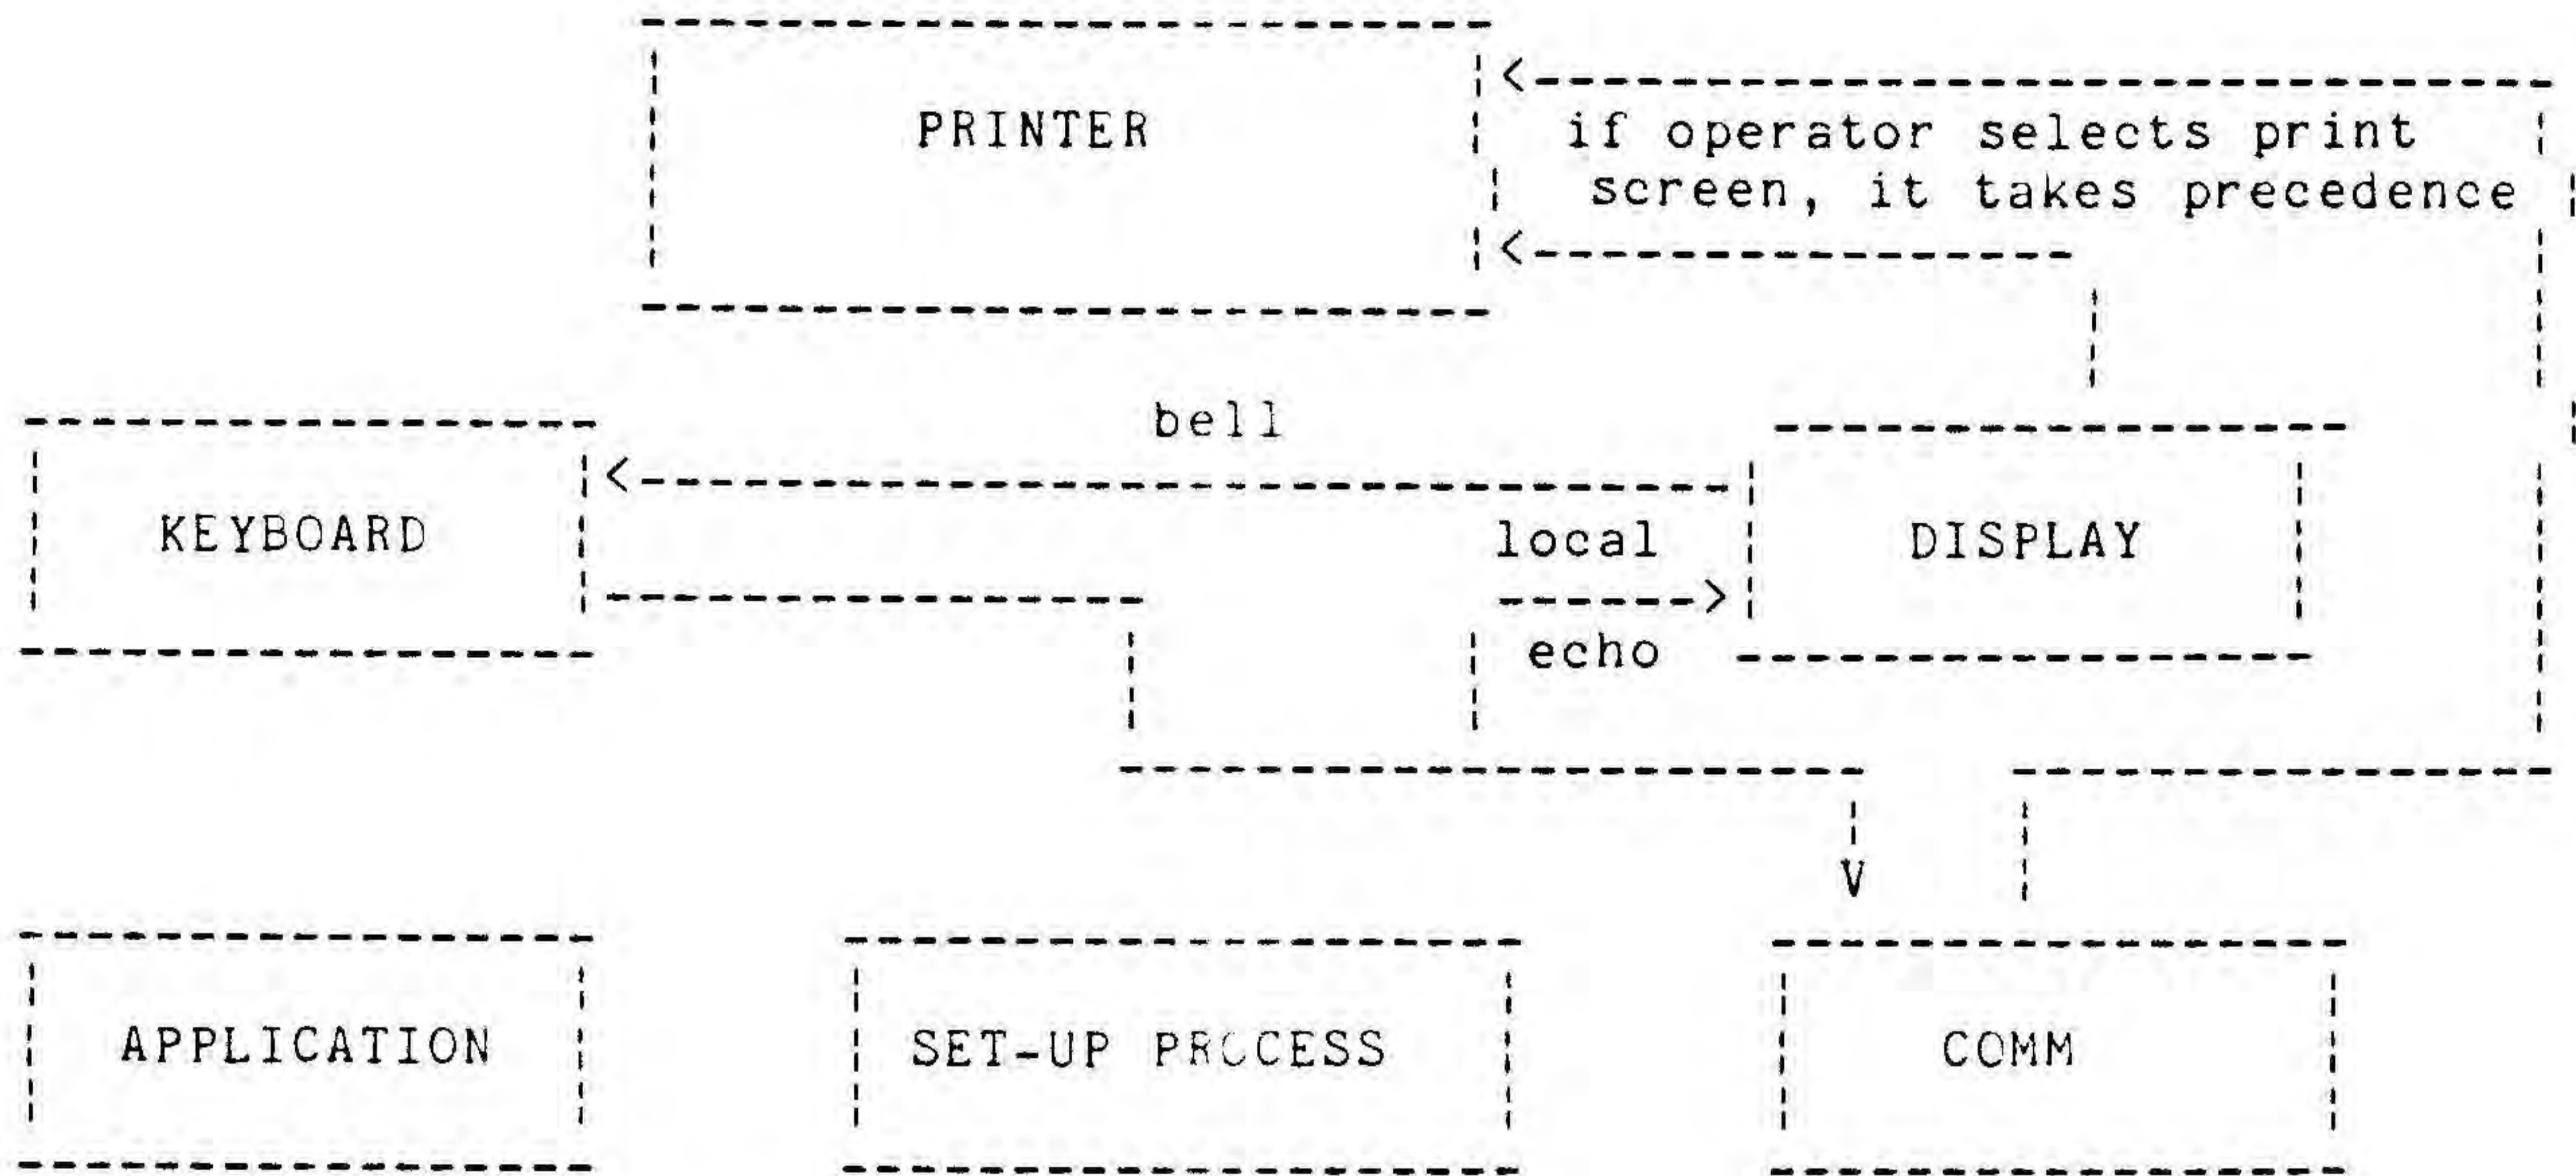 PRINTER
if operator selects print
screen, it takes precedence
bell
KEYBOARD
local
DISPLAY
echo
V
APPLICATION
SET-UP PROCESS
COMM